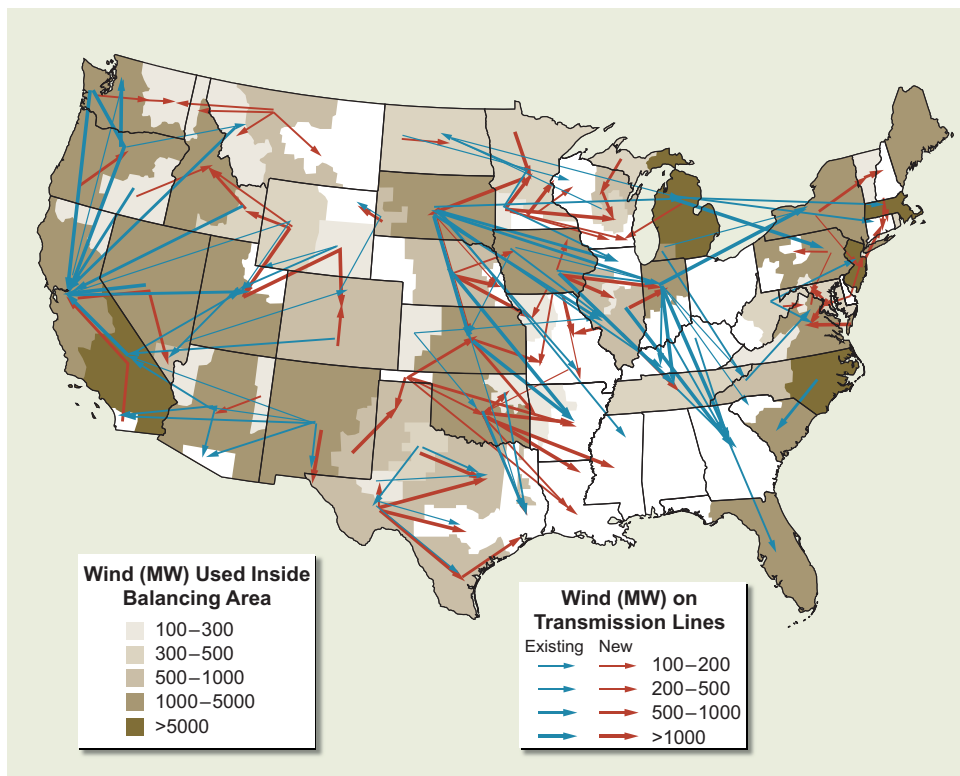 Wind (MW) Used Inside
Balancing Area
100–300
300–500
500–1000
1000–5000
>5000
Wind (MW) on
Transmission Lines
Existing New
100–200
200–500
500–1000
>1000